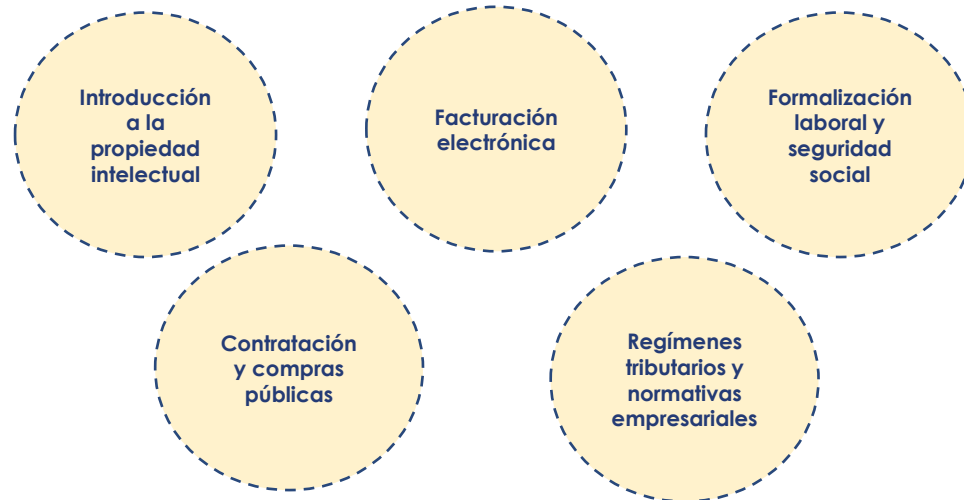 Introducción
a la
propiedad
intelectual
Facturación
electrónica
Formalización
laboral y
seguridad
social
Contratación
y compras
públicas
Regímenes
tributarios y
normativas
empresariales